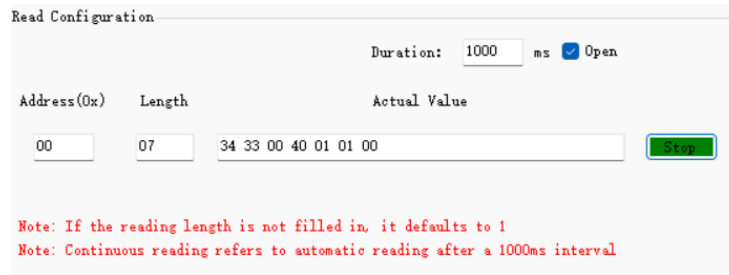 Read Configuration
Duration: 1000 ms Open
Address(0x) Length Actual Value
00 07 34 33 00 40 01 01 00 Stop
Note: If the reading length is not filled in, it defaults to 1
Note: Continuous reading refers to automatic reading after a 1000ms interval